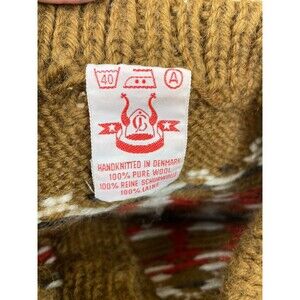 40 A
HANDKNITTED IN DENMARK
100% PURE WOOL
100% REINE SCHURWOLLE
100% LAINE